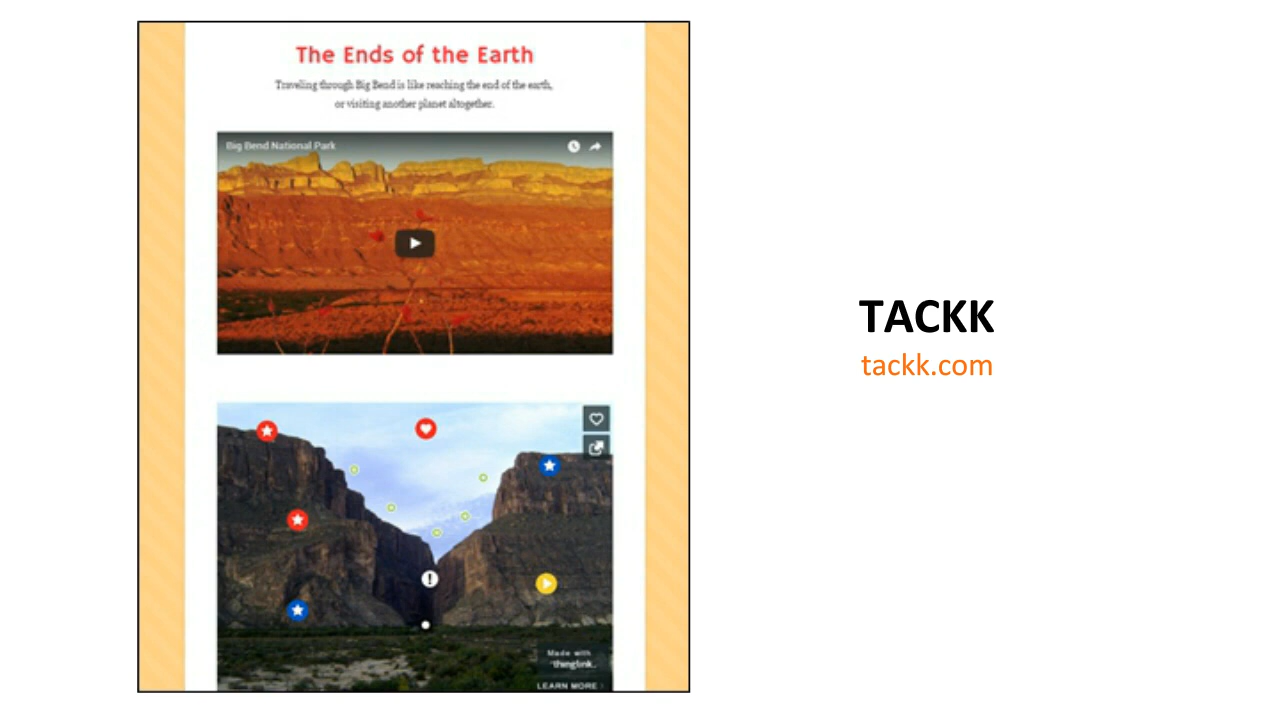 The Ends of the Earth
Traveling through Big Bend is like reaching the end of the earth,
or visiting another planet altogether.
Big Bend National Park
Made with
thinglink.
LEARN MORE
TACKK
tackk.com